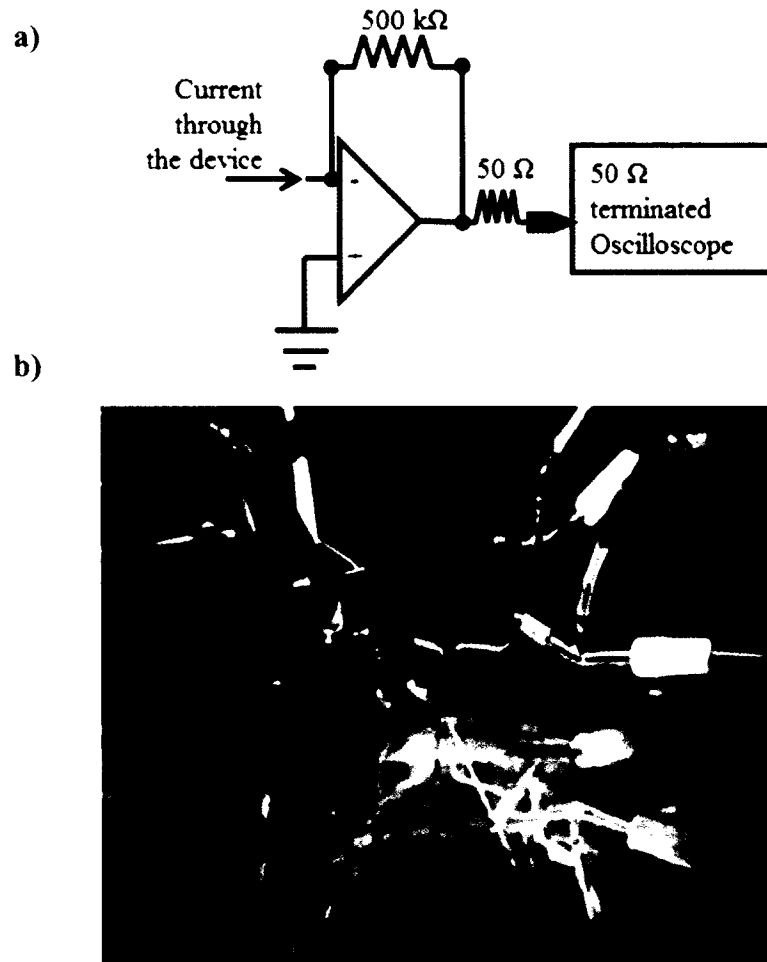 a)
500 kΩ
Current
through
the device
-
+
50 Ω
50 Ω
terminated
Oscilloscope
b)